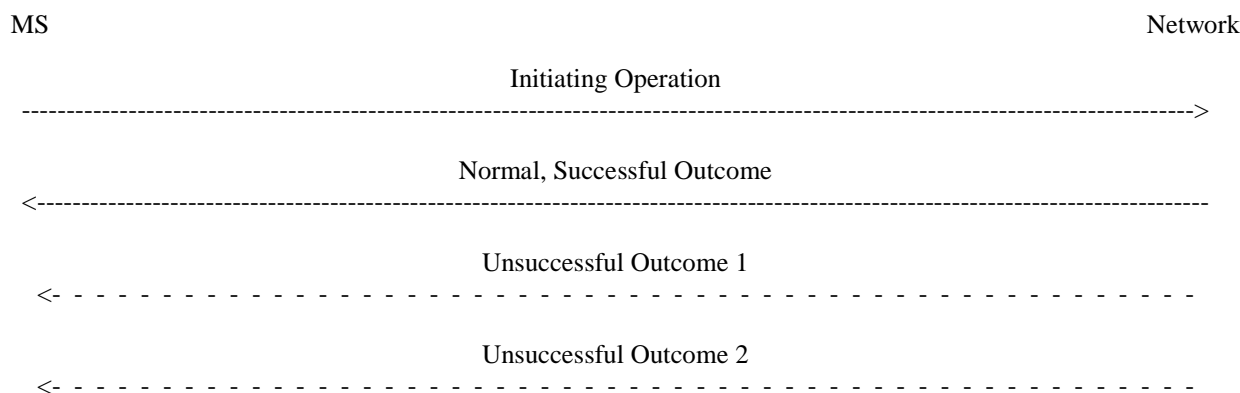 MS Network
Initiating Operation
Normal, Successful Outcome
Unsuccessful Outcome 1
Unsuccessful Outcome 2